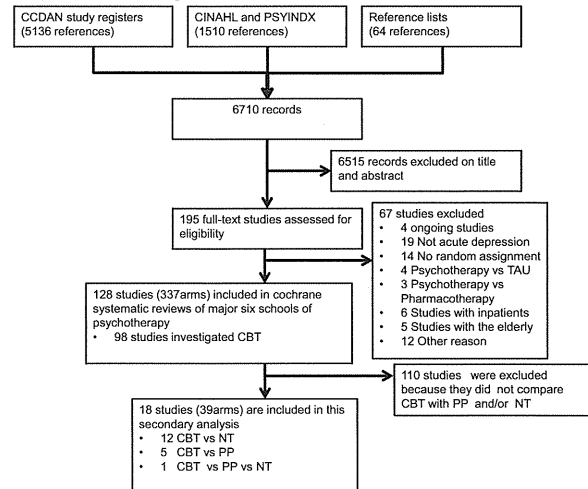 CCDAN study registers
(5136 references)
CINAHL and PSYINDX
(1510 references)
Reference lists
(64 references)
6710 records
6515 records excluded on title
and abstract
195 full-text studies assessed for
eligibility
67 studies excluded
• 4 ongoing studies
• 19 Not acute depression
• 14 No random assignment
• 4 Psychotherapy vs TAU
• 3 Psychotherapy vs
Pharmacotherapy
• 6 Studies with inpatients
• 5 Studies with the elderly
• 12 Other reason
128 studies (337arms) included in cochrane
systematic reviews of major six schools of
psychotherapy
• 98 studies investigated CBT
110 studies were excluded
because they did not compare
CBT with PP and/or NT
18 studies (39arms) are included in this
secondary analysis
• 12 CBT vs NT
• 5 CBT vs PP
• 1 CBT vs PP vs NT